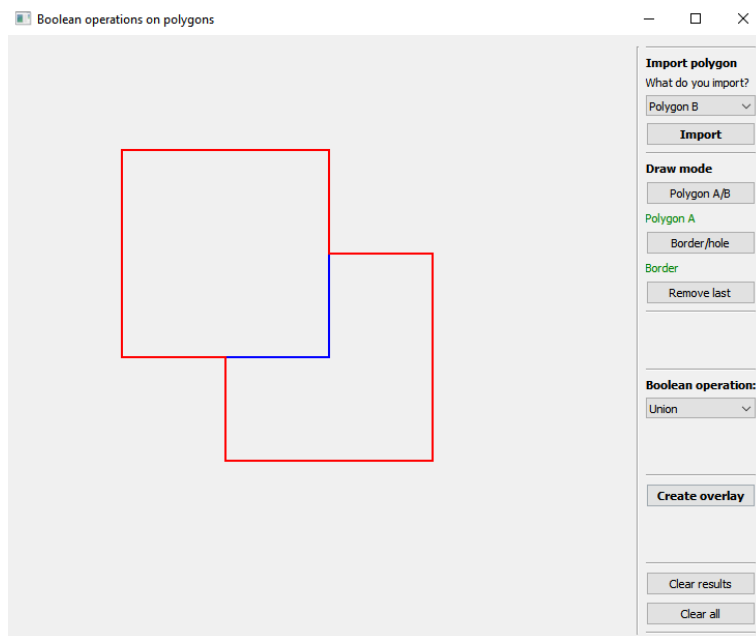 Boolean operations on polygons
Import polygon
What do you import?
Polygon B
Import
Draw mode
Polygon A/B
Polygon A
Border/hole
Border
Remove last
Boolean operation:
Union
Create overlay
Clear results
Clear all